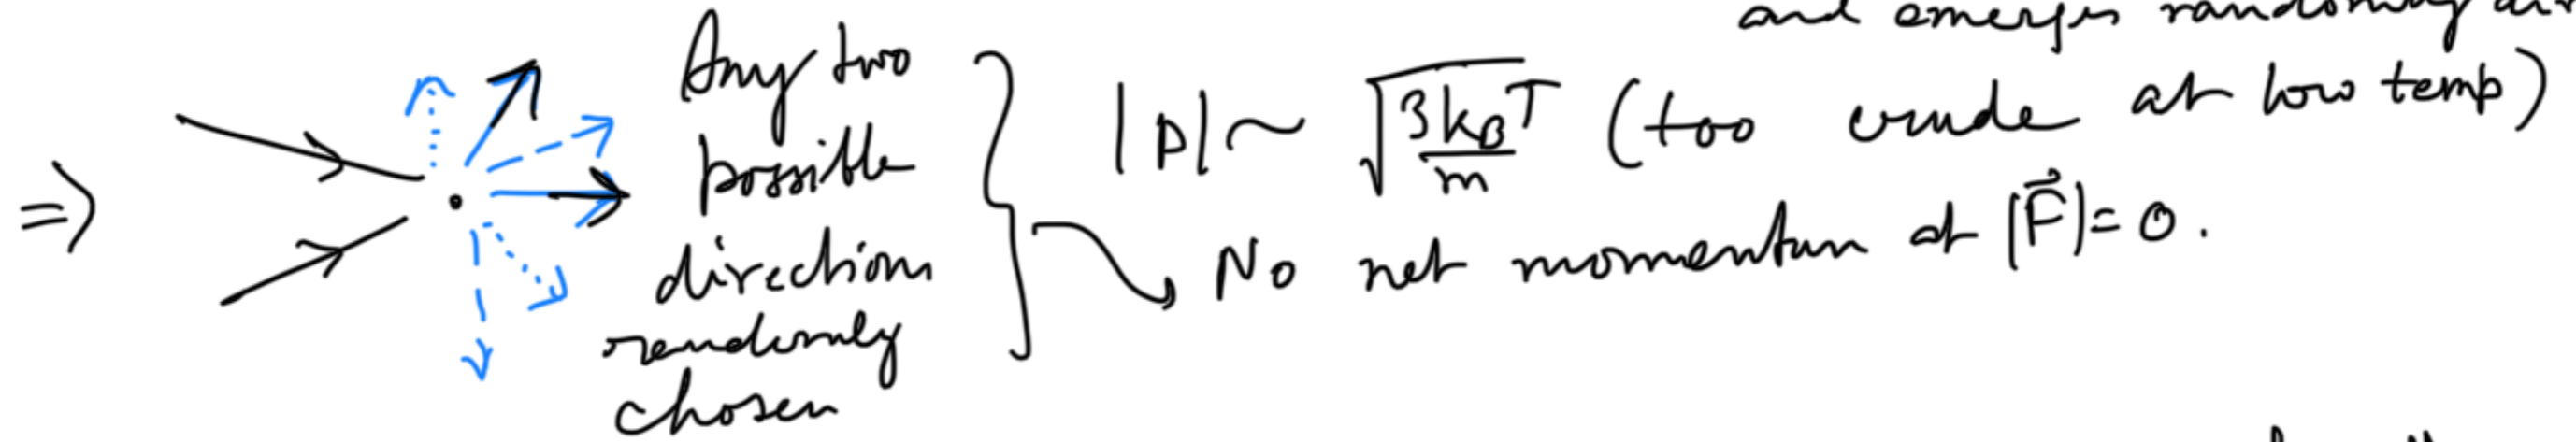 and emerges randomly
⇒ Any two possible direction randomly chosen
|p| ~ √(3k_BT/m) (too crude at low temp)
No net momentum at |F⃗| = 0.